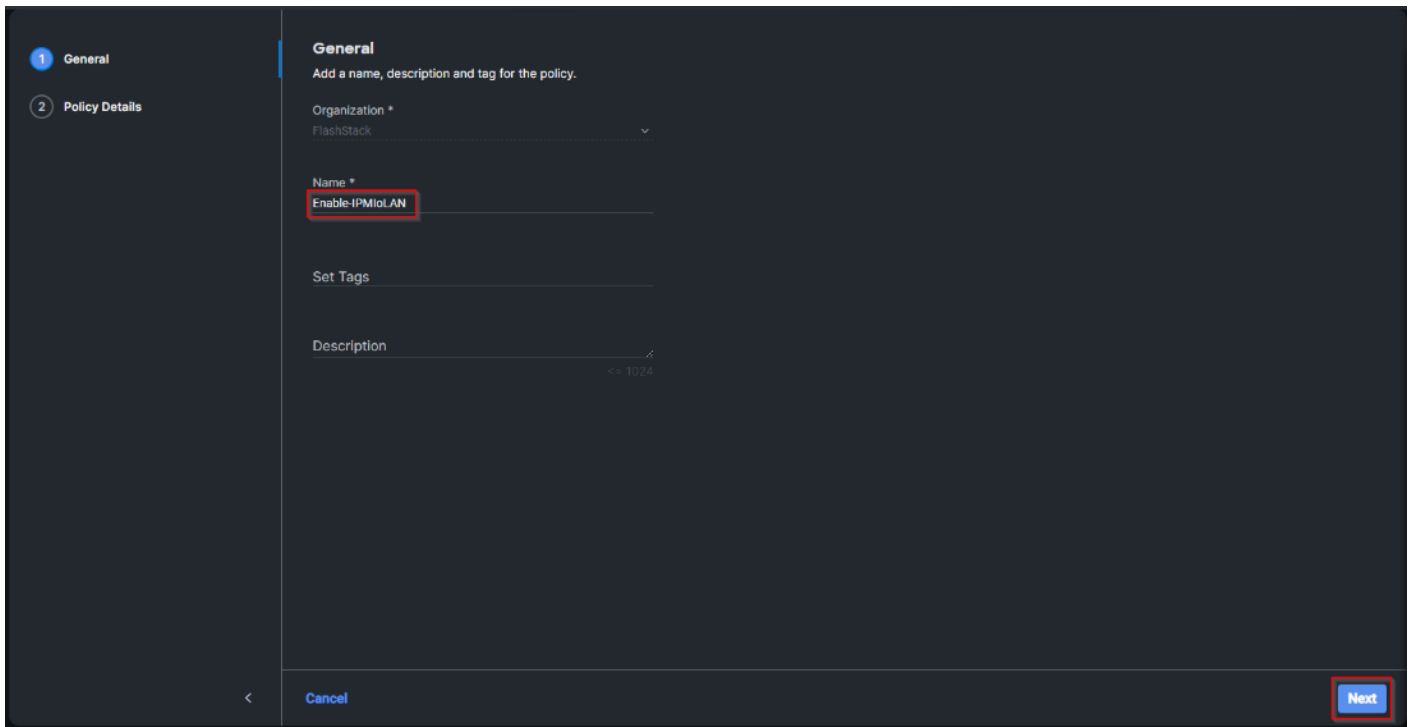 1 General
2 Policy Details
General
Add a name, description and tag for the policy.
Organization *
FlashStack
Name *
Enable-IPMIoLAN
Set Tags
Description
<= 1024
Cancel
Next